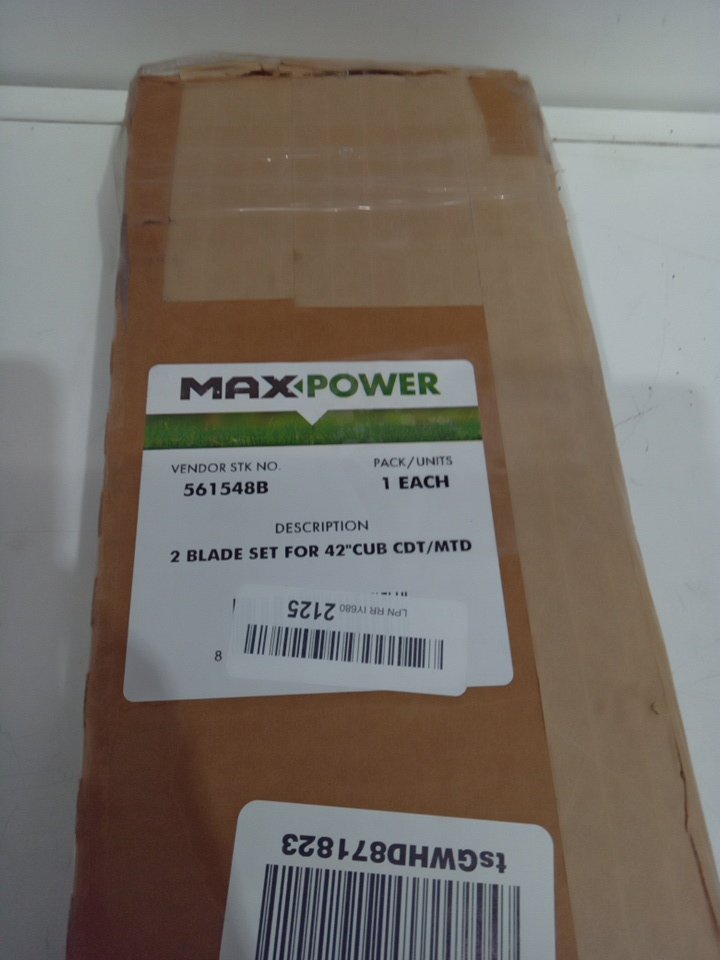 MAX POWER
VENDOR STK NO.
561548B
PACK/UNITS
1 EACH
DESCRIPTION
2 BLADE SET FOR 42"CUB CDT/MTD
LPN RR IY680 2125
8
tsGWHD871823